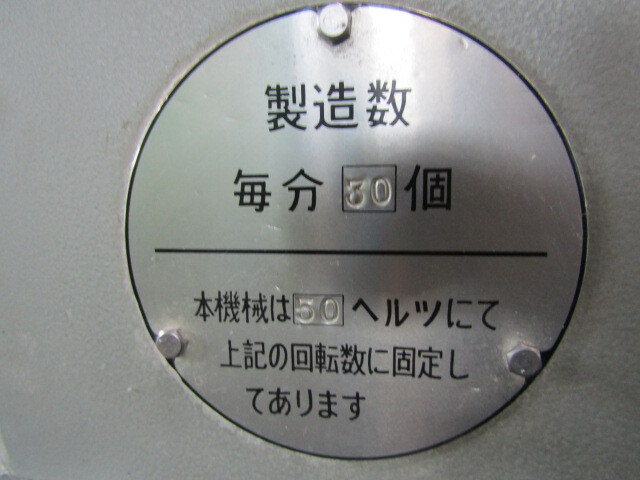 製造数
毎分 50 個
本機械は 50 ヘルツにて
上記の回転数に固定し
てあります